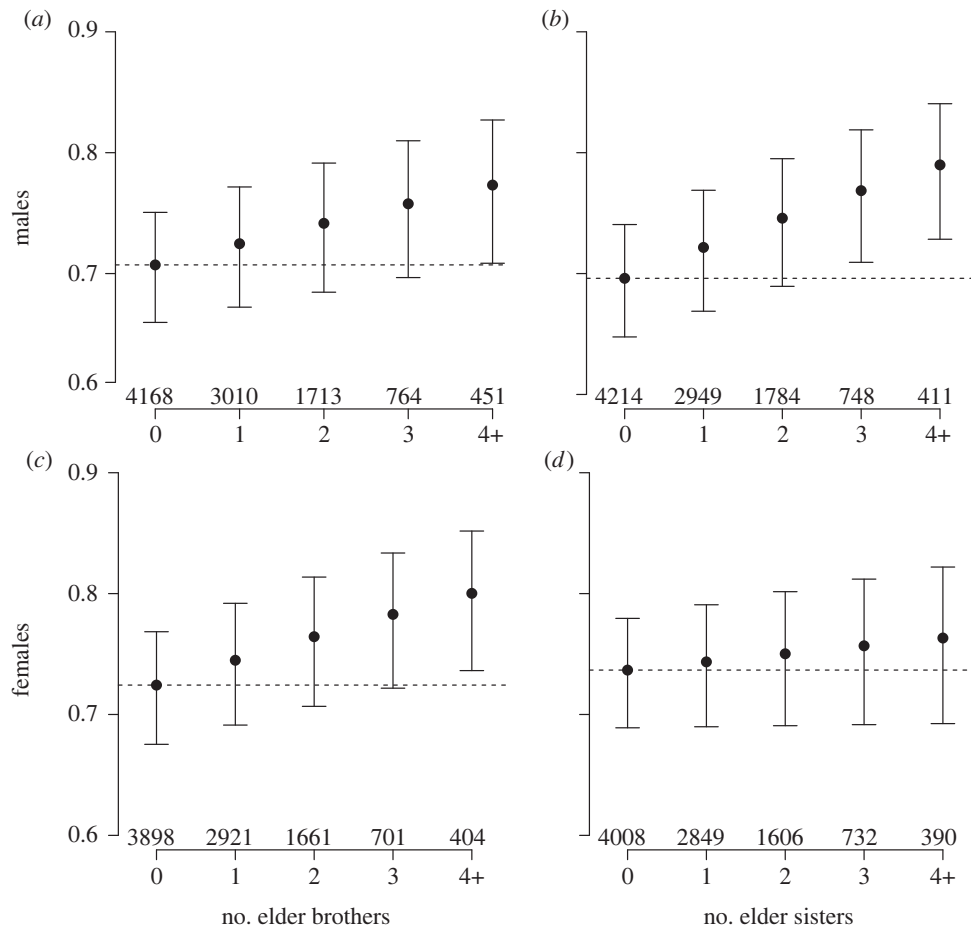 (a) (b)
0.9
0.8
males
0.7
0.6
4168 3010 1713 764 451 4214 2949 1784 748 411
0 1 2 3 4+ 0 1 2 3 4+
(c) (d)
0.9
0.8
females
0.7
0.6
3898 2921 1661 701 404 4008 2849 1606 732 390
0 1 2 3 4+ 0 1 2 3 4+
no. elder brothers no. elder sisters